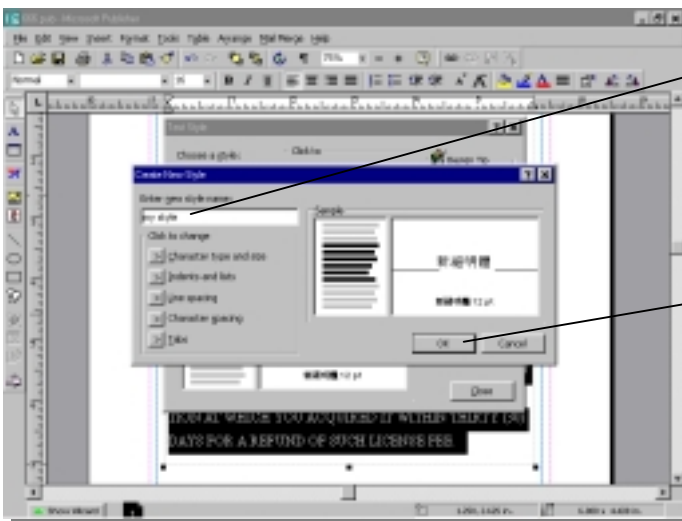 Microsoft Publisher
File Edit View Insert Format Tools Table Arrange Mail Merge Help
75%
Normal
Text Style
Choose a style:
Click to
Create New Style
Enter new style name:
my style
Click to change
Character type and size
Indents and lists
Line spacing
Character spacing
Tabs
Sample
新細明體
新細明體 12 pt
OK
Cancel
新細明體 12 pt
Close
TION AT WHICH YOU ACQUIRED IT WITHIN THIRTY (30)
DAYS FOR A REFUND OF SUCH LICENSE FEE.
Show Wizard